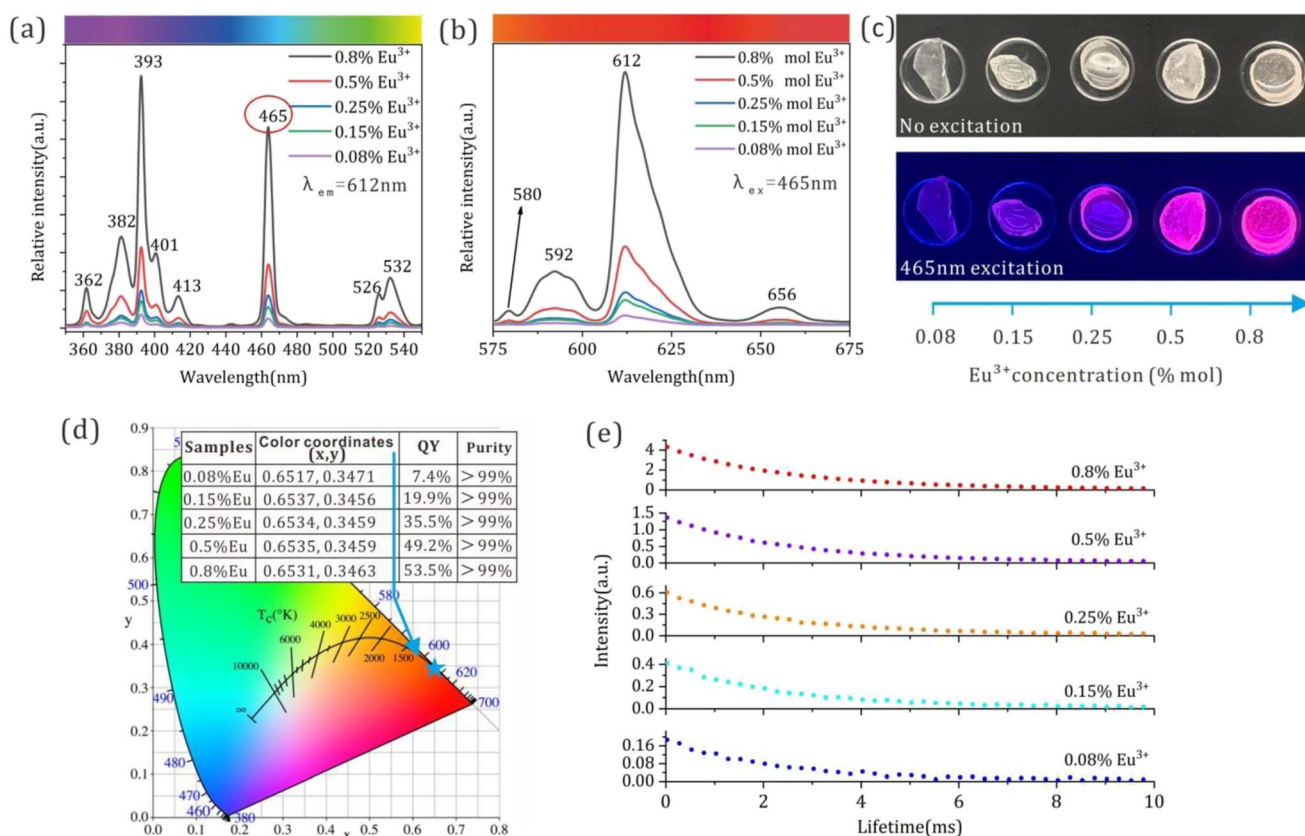 (a)
393
465
382
401
362
413
526
532
0.8% Eu³⁺
0.5% Eu³⁺
0.25% Eu³⁺
0.15% Eu³⁺
0.08% Eu³⁺
λem=612nm
Relative intensity(a.u.)
360 380 400 420 440 460 480 500 520 540
Wavelength(nm)
(b)
612
580
592
656
0.8% mol Eu³⁺
0.5% mol Eu³⁺
0.25% mol Eu³⁺
0.15% mol Eu³⁺
0.08% mol Eu³⁺
λex=465nm
Relative intensity(a.u.)
575 600 625 650 675
Wavelength(nm)
(c)
No excitation
465nm excitation
0.08 0.15 0.25 0.5 0.8
Eu³⁺concentration (% mol)
(d)
Samples Color coordinates (x,y) QY Purity
0.08%Eu 0.6517, 0.3471 7.4% >99%
0.15%Eu 0.6537, 0.3456 19.9% >99%
0.25%Eu 0.6534, 0.3459 35.5% >99%
0.5%Eu 0.6535, 0.3459 49.2% >99%
0.8%Eu 0.6531, 0.3463 53.5% >99%
0.9
0.8
0.7
0.6
0.5
y
0.4
0.3
0.2
0.1
0.0
500
490
480
470
460
380
580
600
620
700
Tc(°K)
∞
10000
6000
4000
3000
2500
2000
1500
0.0 0.1 0.2 0.3 0.4 0.5 0.6 0.7 0.8
x
(e)
Intensity(a.u.)
4
2
0
0.8% Eu³⁺
1.5
1.0
0.5
0.0
0.5% Eu³⁺
0.6
0.3
0.0
0.25% Eu³⁺
0.4
0.2
0.0
0.15% Eu³⁺
0.16
0.08
0.00
0.08% Eu³⁺
0 2 4 6 8 10
Lifetime(ms)